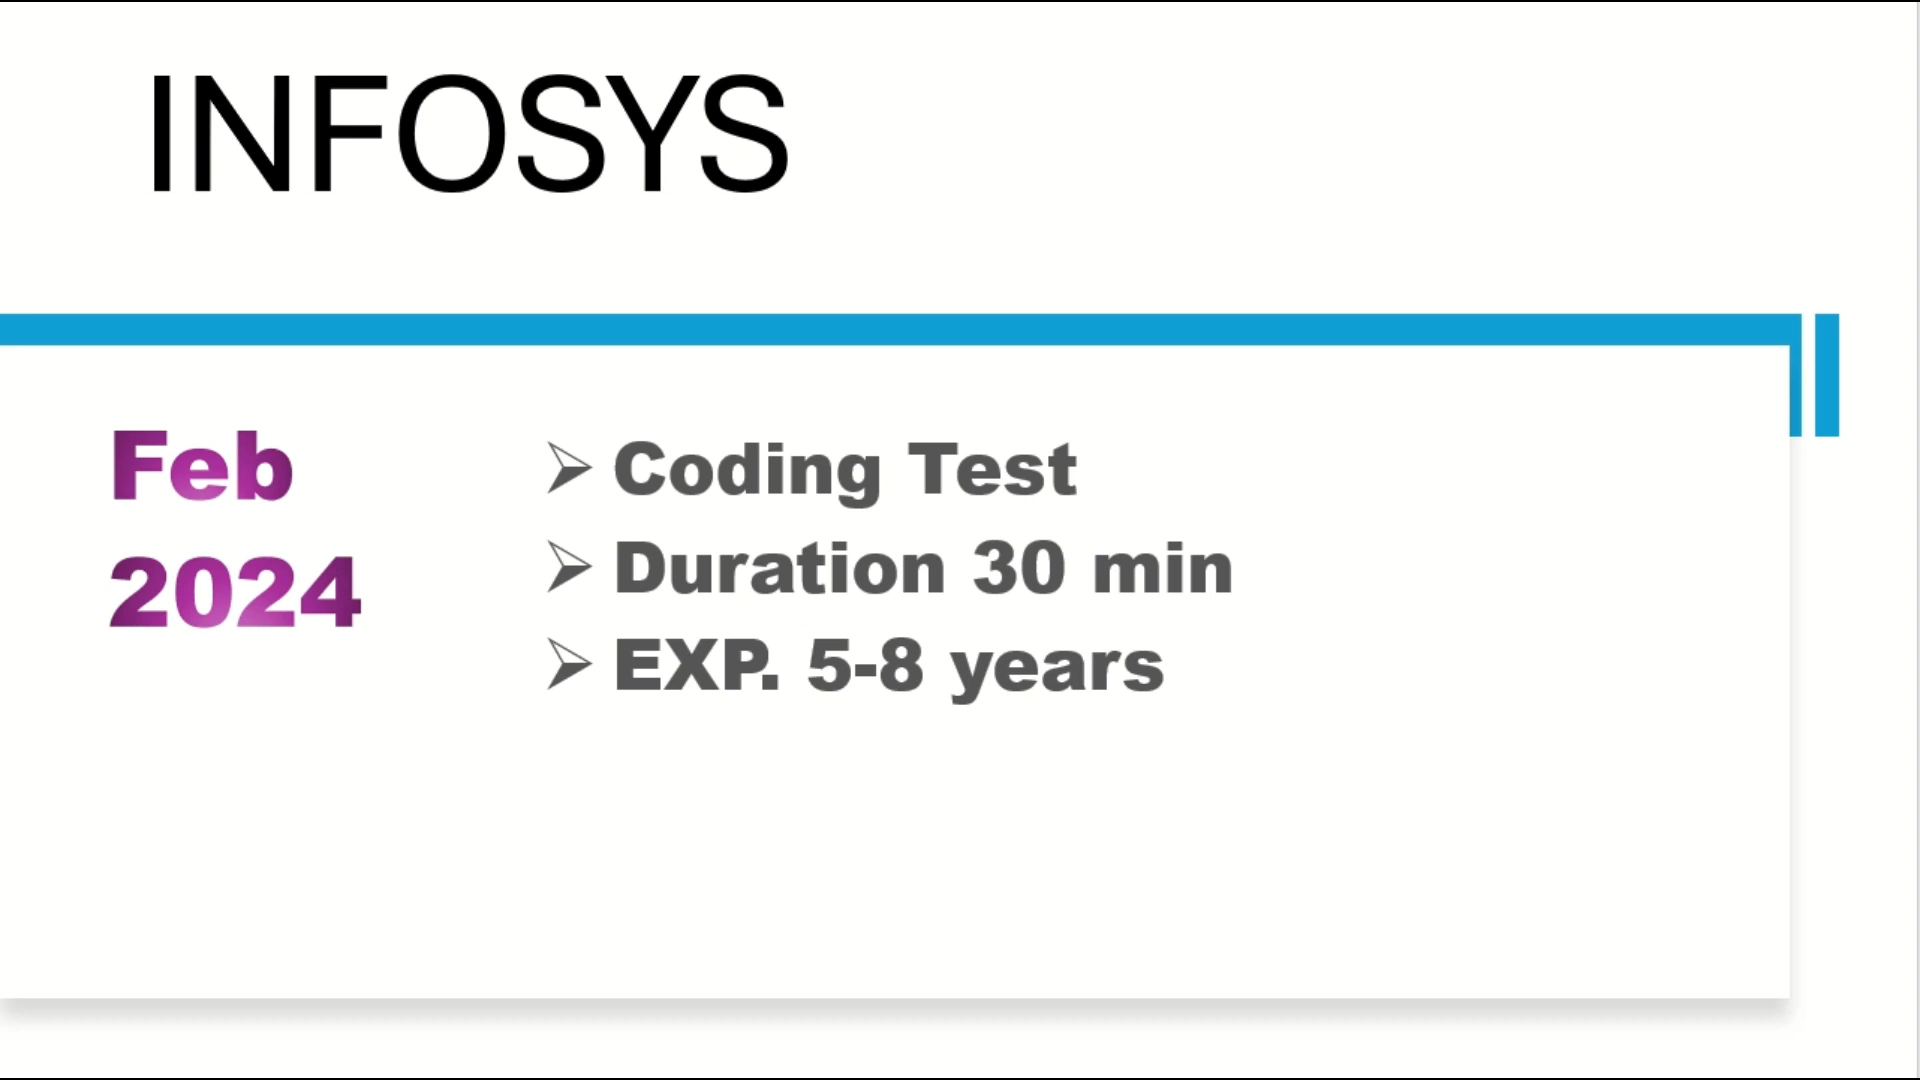 INFOSYS
Feb
2024
➢ Coding Test
➢ Duration 30 min
➢ EXP. 5-8 years